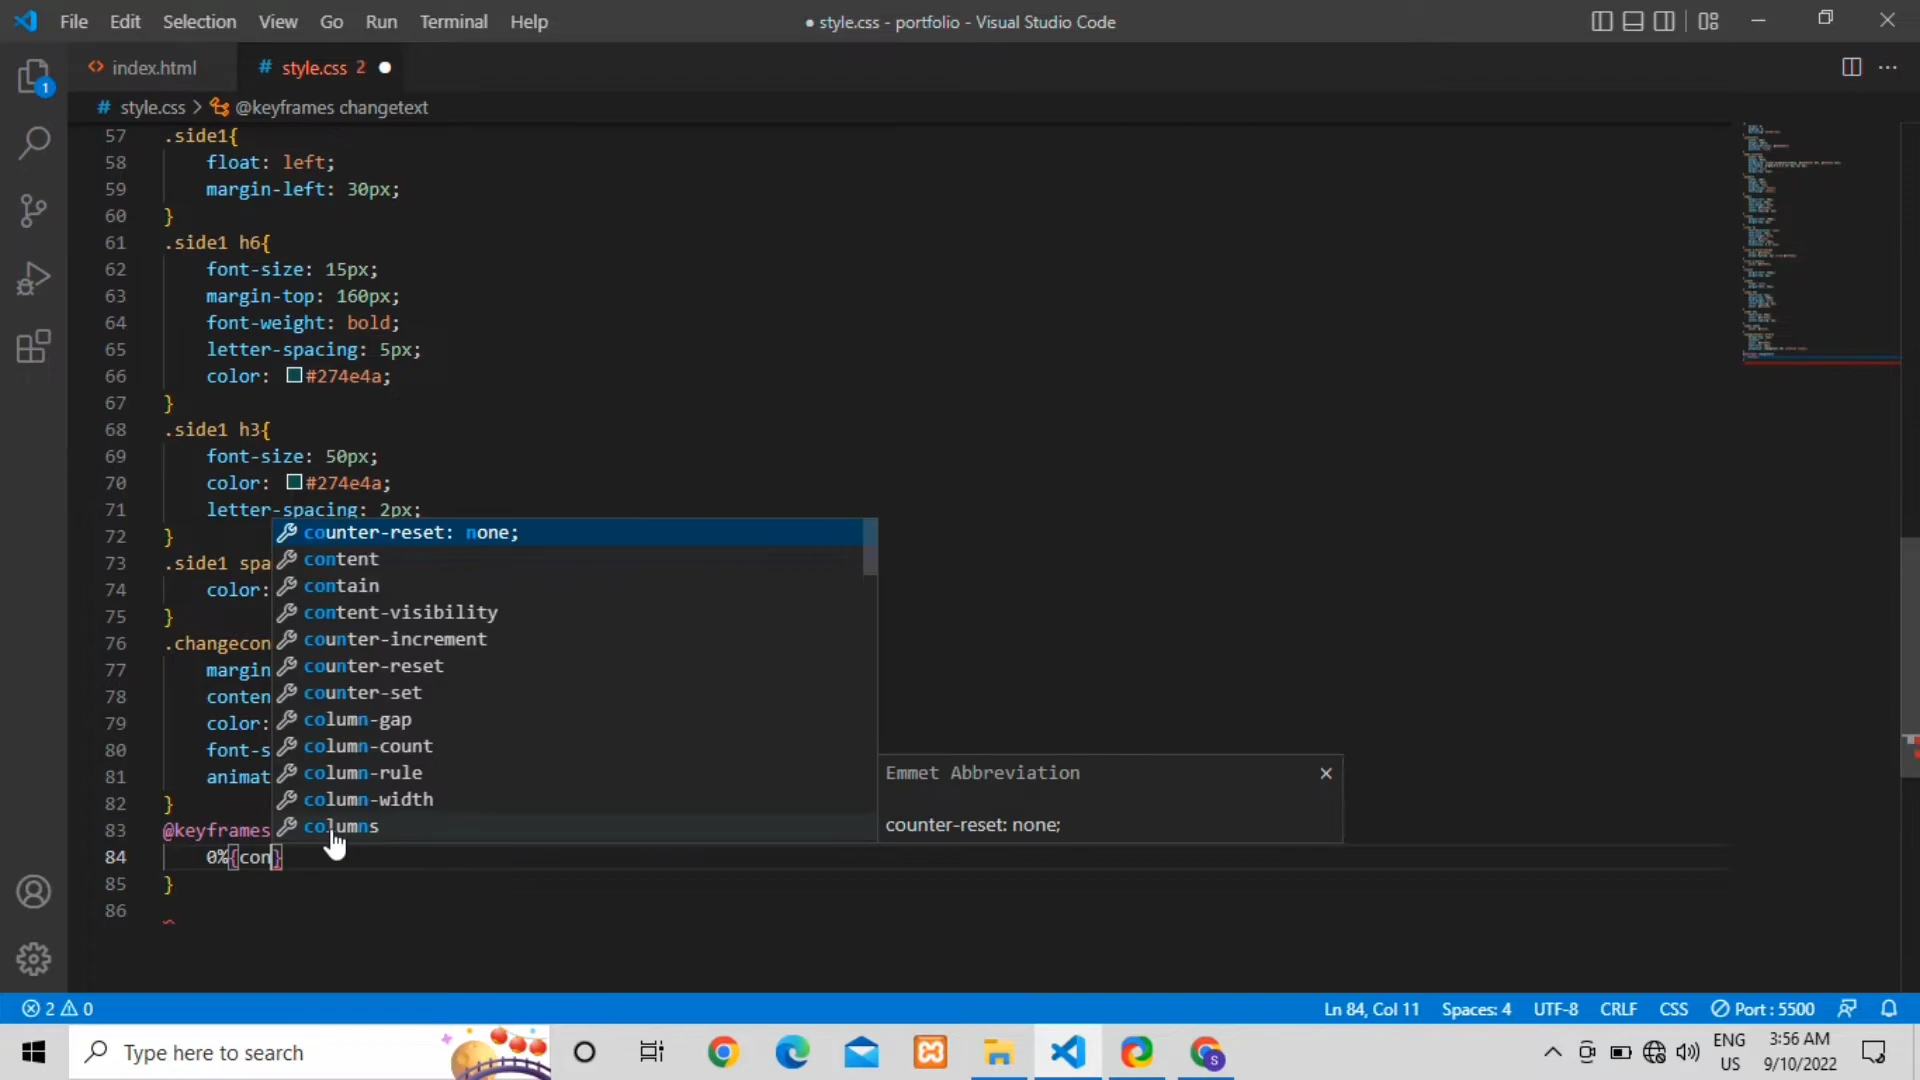 File Edit Selection View Go Run Terminal Help ● style.css - portfolio - Visual Studio Code
<> index.html # style.css 2 ●
# style.css > @keyframes changetext
57 .side1{
58 float: left;
59 margin-left: 30px;
60 }
61 .side1 h6{
62 font-size: 15px;
63 margin-top: 160px;
64 font-weight: bold;
65 letter-spacing: 5px;
66 color: #274e4a;
67 }
68 .side1 h3{
69 font-size: 50px;
70 color: #274e4a;
71 letter-spacing: 2px;
72 }
73 .side1 spa
74 color:
75 }
76 .changecon
77 margin
78 conten
79 color:
80 font-s
81 animat
82 }
83 @keyframes
84 0%{con}
85 }
86
counter-reset: none;
content
contain
content-visibility
counter-increment
counter-reset
counter-set
column-gap
column-count
column-rule
column-width
columns
Emmet Abbreviation ×
counter-reset: none;
1
2 0 Ln 84, Col 11 Spaces: 4 UTF-8 CRLF CSS Port : 5500
Type here to search
S
ENG
US
3:56 AM
9/10/2022